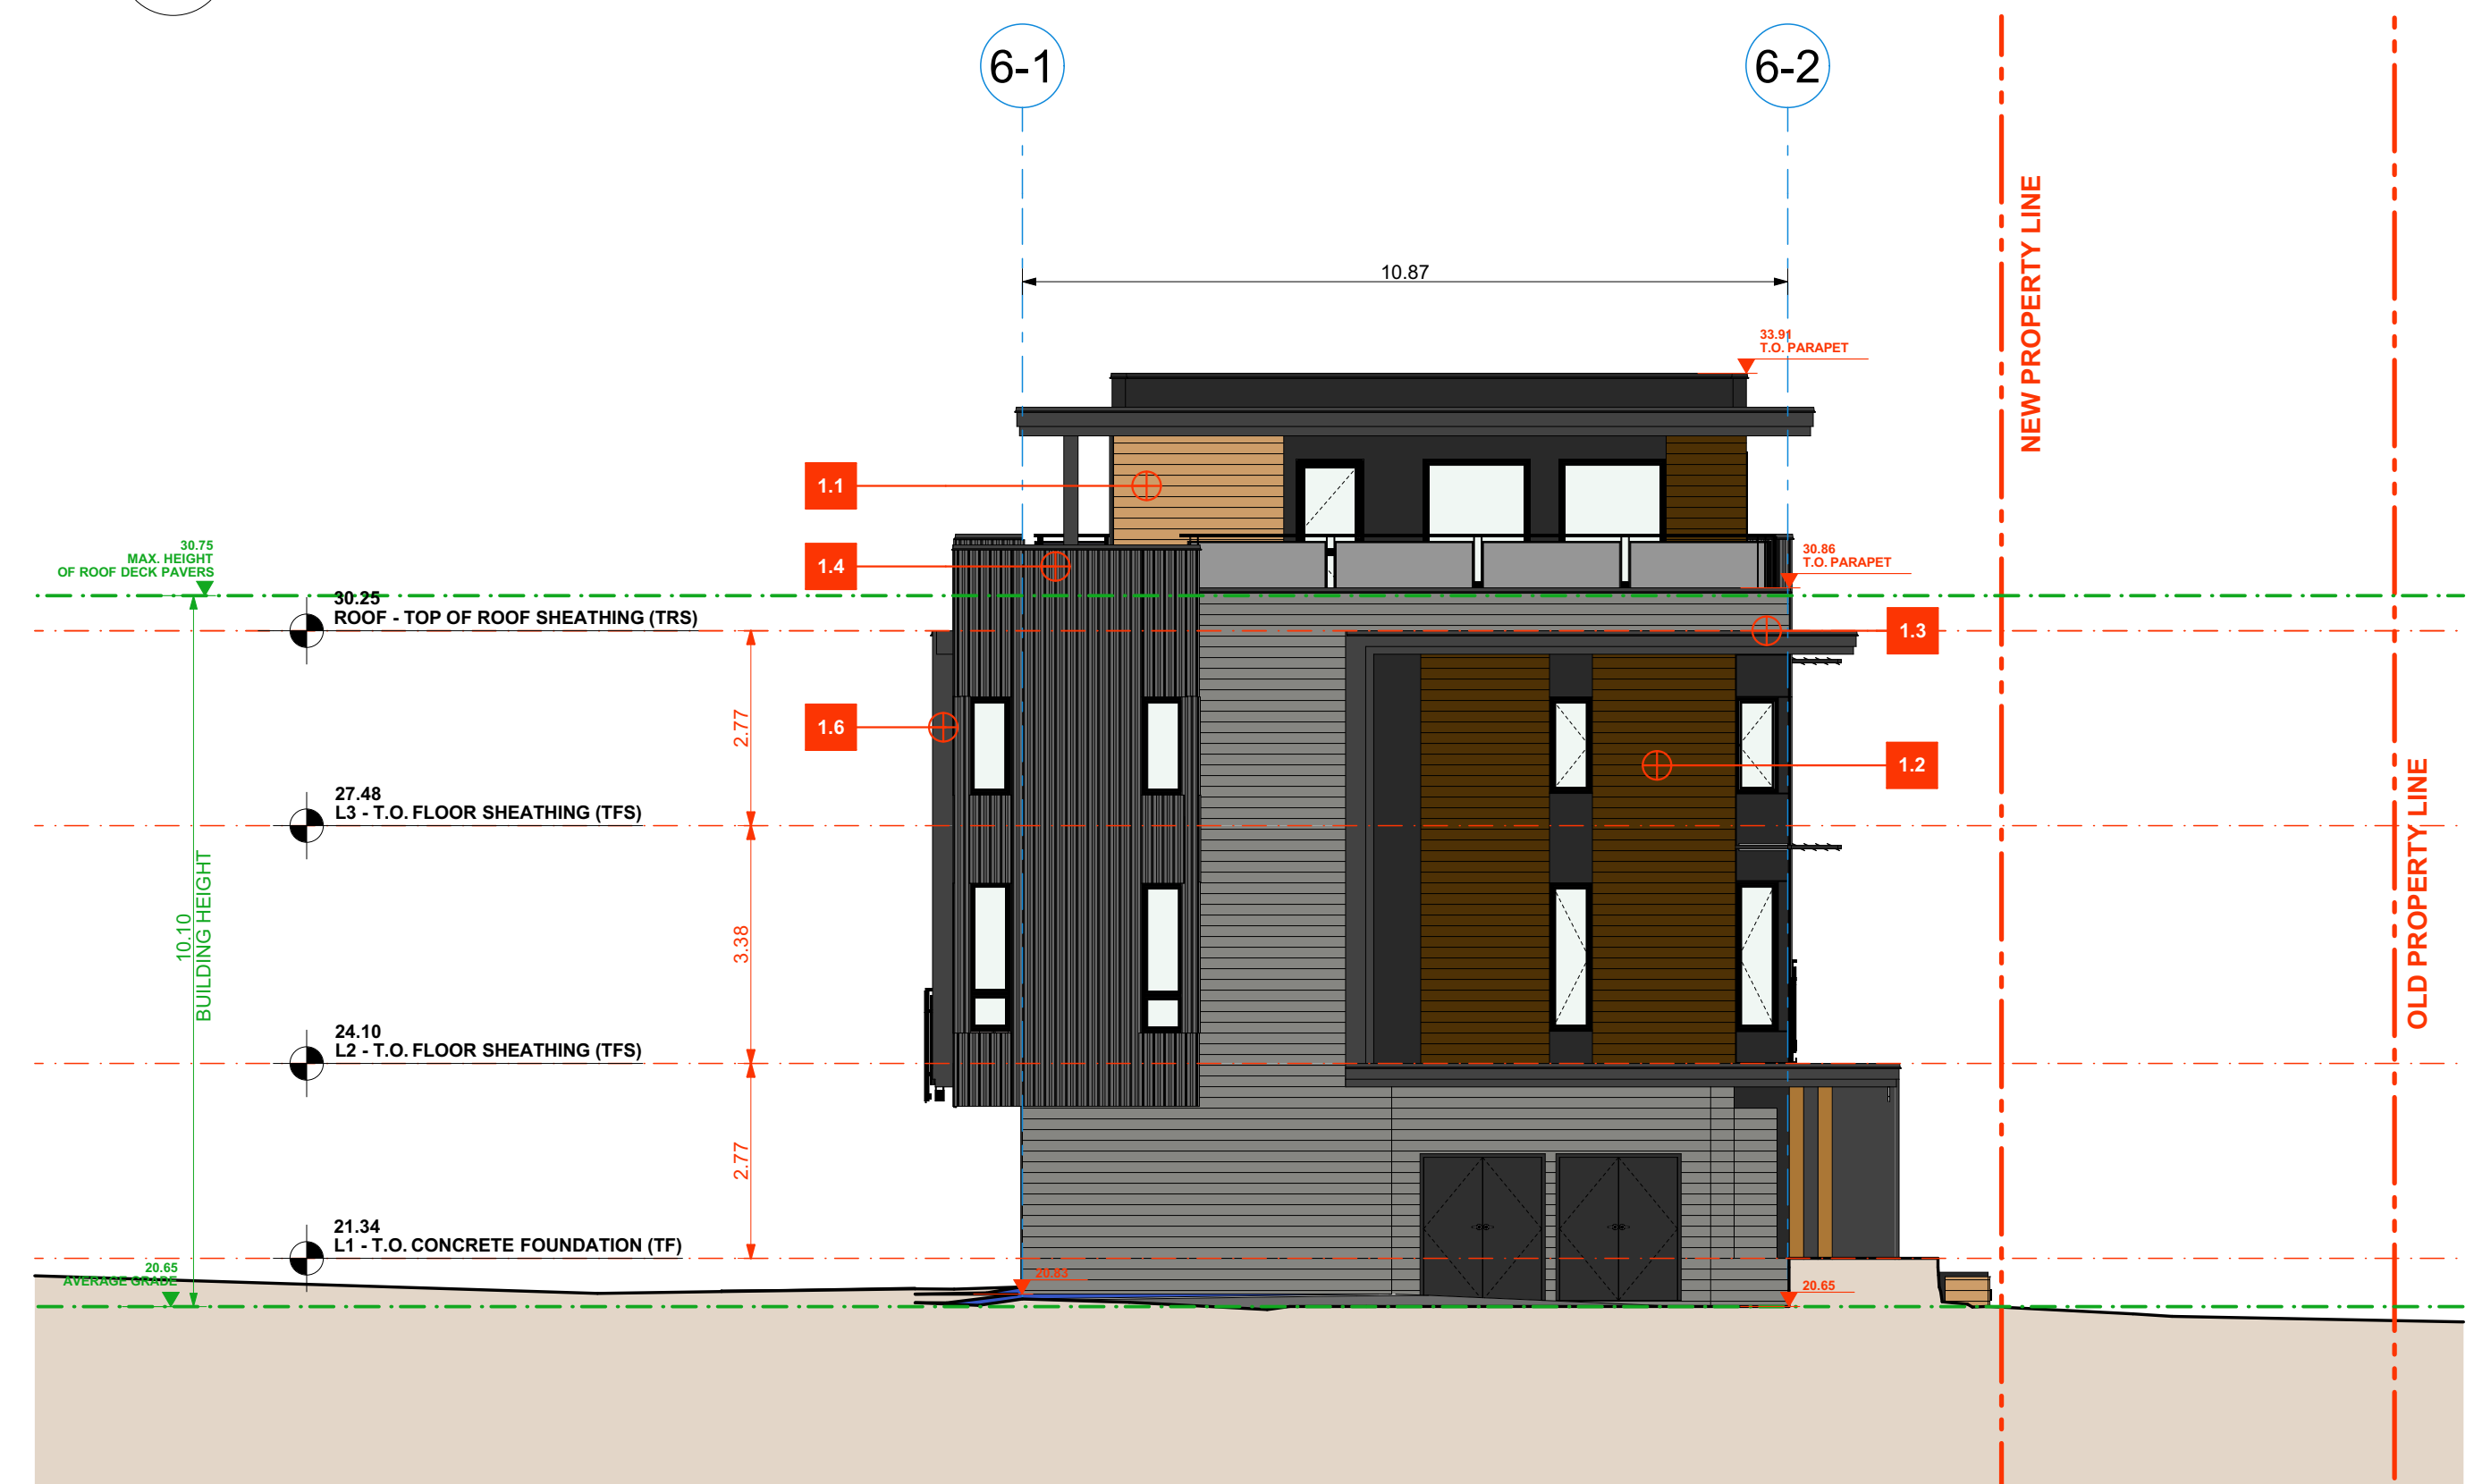 6-1
6-2
10.87
NEW PROPERTY LINE
33.91
T.O. PARAPET
1.1
30.75
MAX. HEIGHT
OF ROOF DECK PAVERS
1.4
30.86
T.O. PARAPET
30.25
ROOF - TOP OF ROOF SHEATHING (TRS)
1.3
2.77
1.6
1.2
27.48
L3 - T.O. FLOOR SHEATHING (TFS)
OLD PROPERTY LINE
10.10
BUILDING HEIGHT
3.38
24.10
L2 - T.O. FLOOR SHEATHING (TFS)
2.77
21.34
L1 - T.O. CONCRETE FOUNDATION (TF)
20.65
AVERAGE GRADE
20.83
20.65